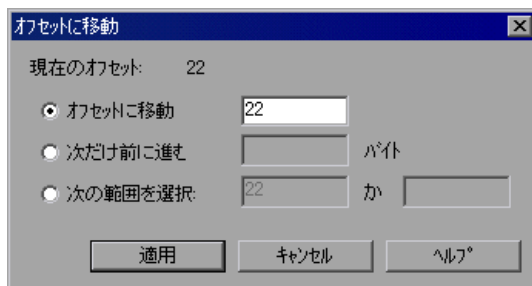 ｵﾌｾｯﾄに移動
現在のｵﾌｾｯﾄ: 22
ｵﾌｾｯﾄに移動 22
次だけ前に進む ﾊﾞｲﾄ
次の範囲を選択: 22 か
適用 ｷｬﾝｾﾙ ﾍﾙﾌﾟ